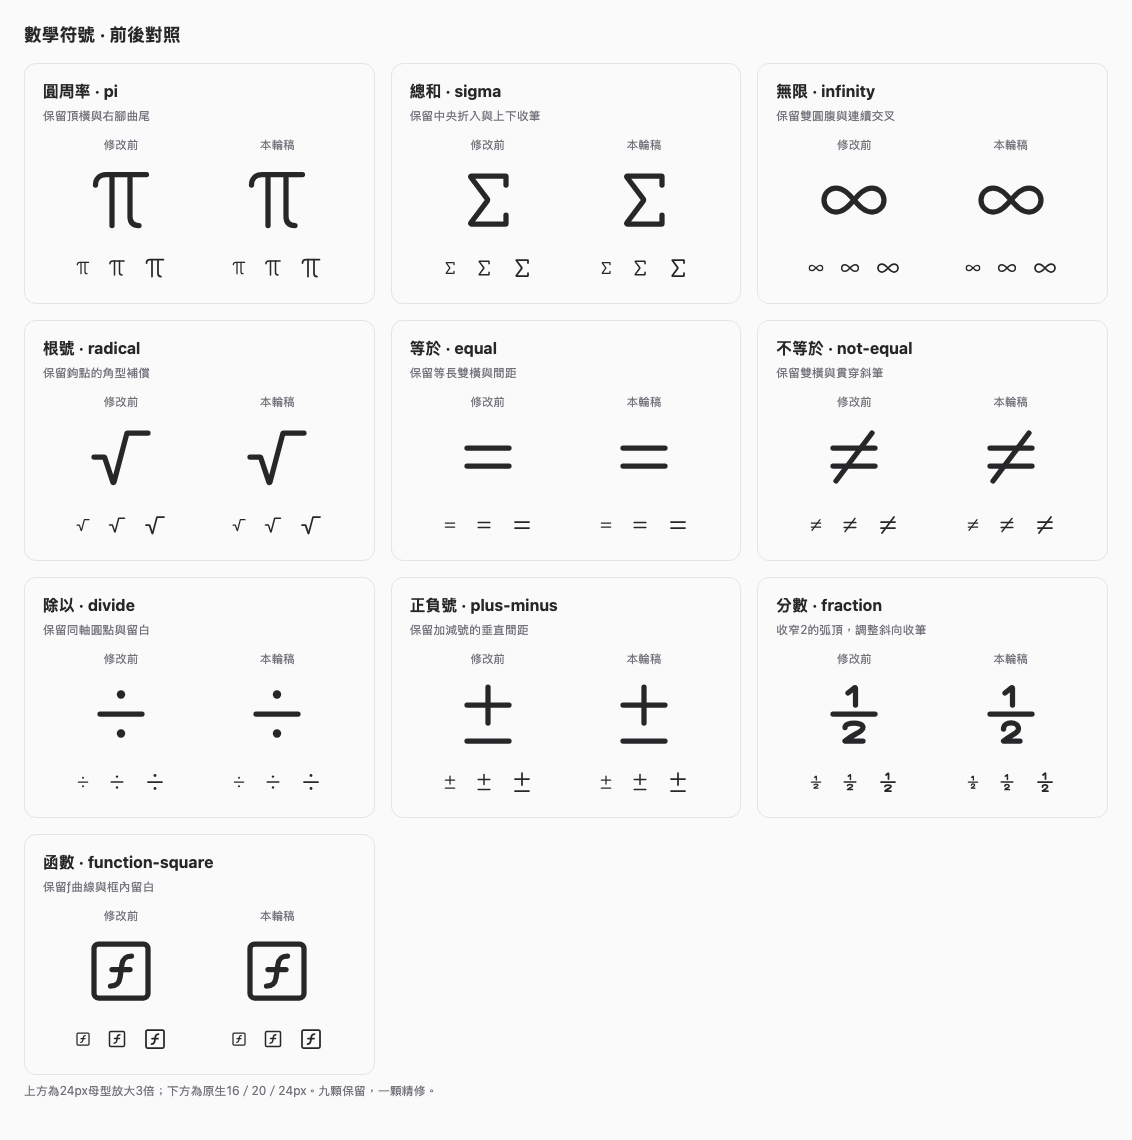 數學符號 · 前後對照
圓周率 · pi
保留頂橫與右腳曲尾
修改前 本輪稿
總和 · sigma
保留中央折入與上下收筆
修改前 本輪稿
無限 · infinity
保留雙圓腹與連續交叉
修改前 本輪稿
根號 · radical
保留鉤點的角型補償
修改前 本輪稿
等於 · equal
保留等長雙橫與間距
修改前 本輪稿
不等於 · not-equal
保留雙橫與貫穿斜筆
修改前 本輪稿
除以 · divide
保留同軸圓點與留白
修改前 本輪稿
正負號 · plus-minus
保留加減號的垂直間距
修改前 本輪稿
分數 · fraction
收窄2的弧頂，調整斜向收筆
修改前 本輪稿
函數 · function-square
保留ƒ曲線與框內留白
修改前 本輪稿
上方為24px母型放大3倍；下方為原生16 / 20 / 24px。九顆保留，一顆精修。